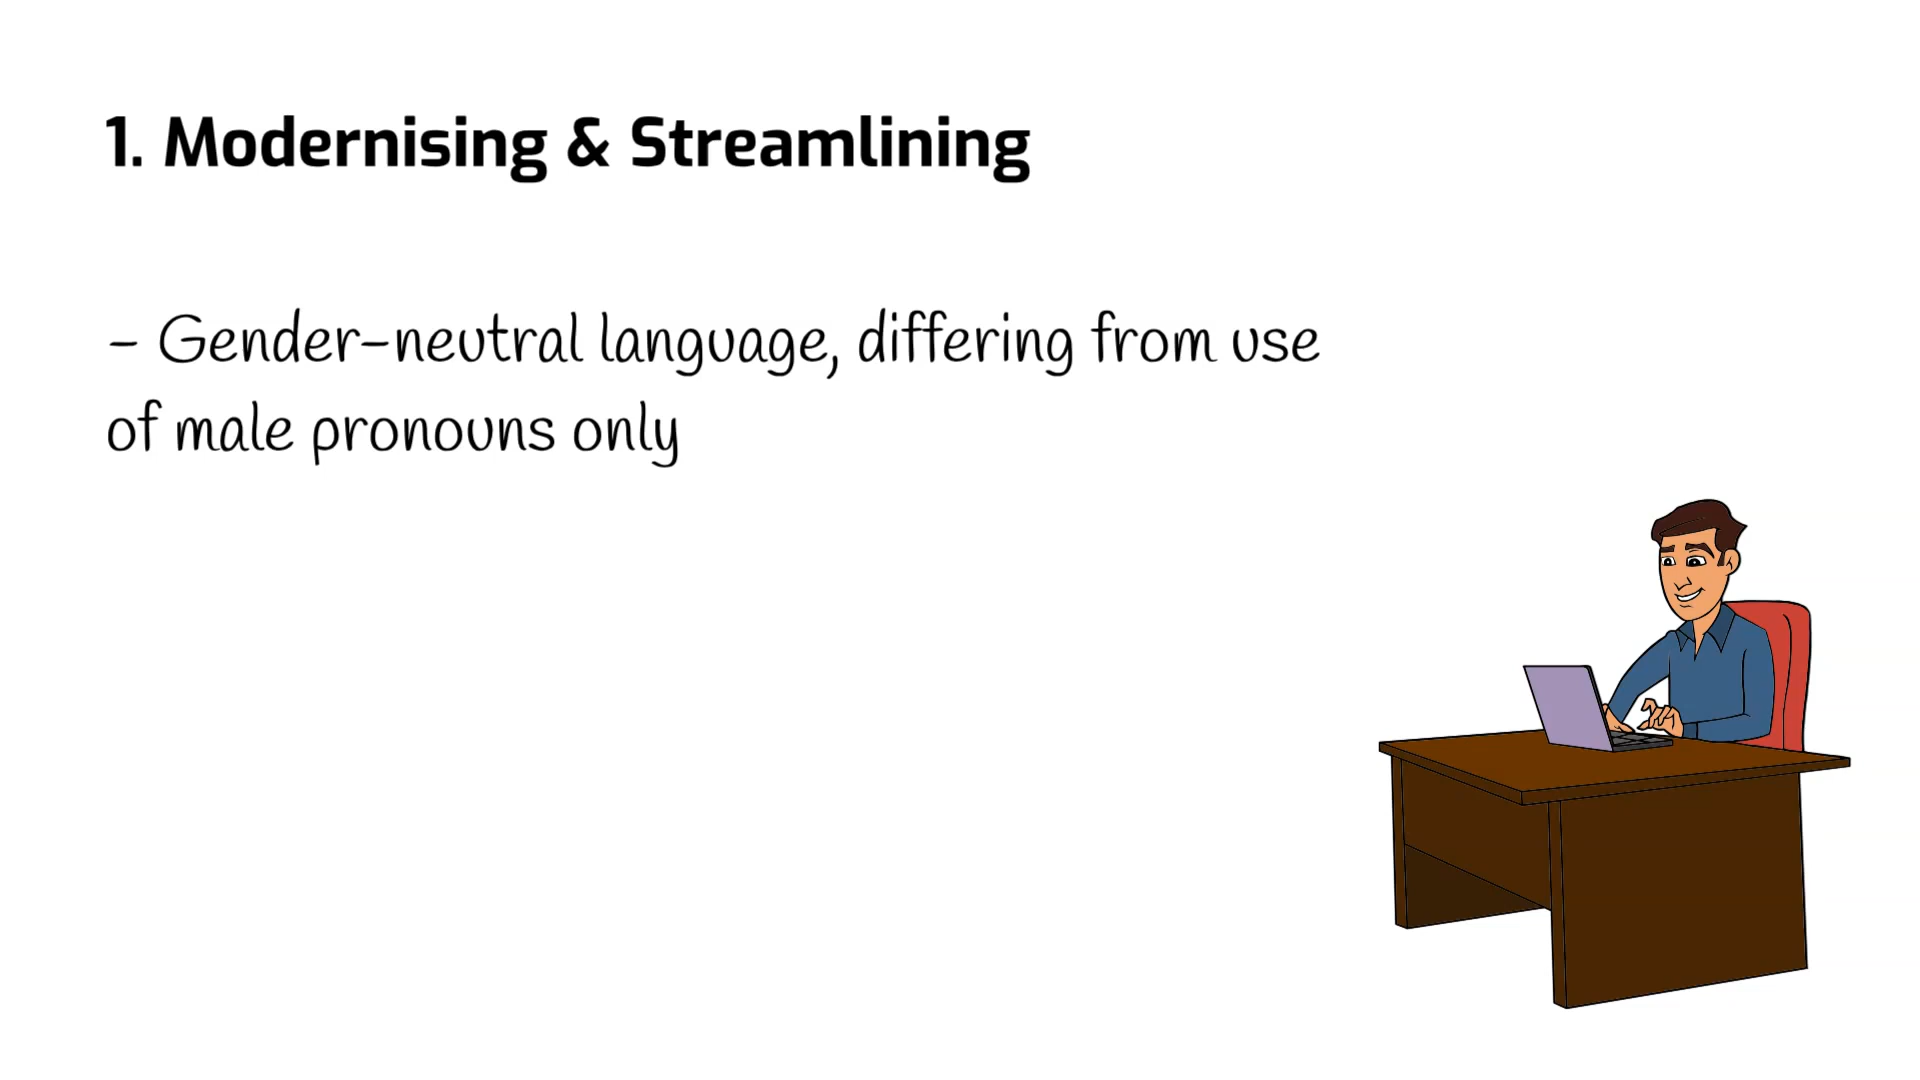 1. Modernising & Streamlining
- Gender-neutral language, differing from use
of male pronouns only